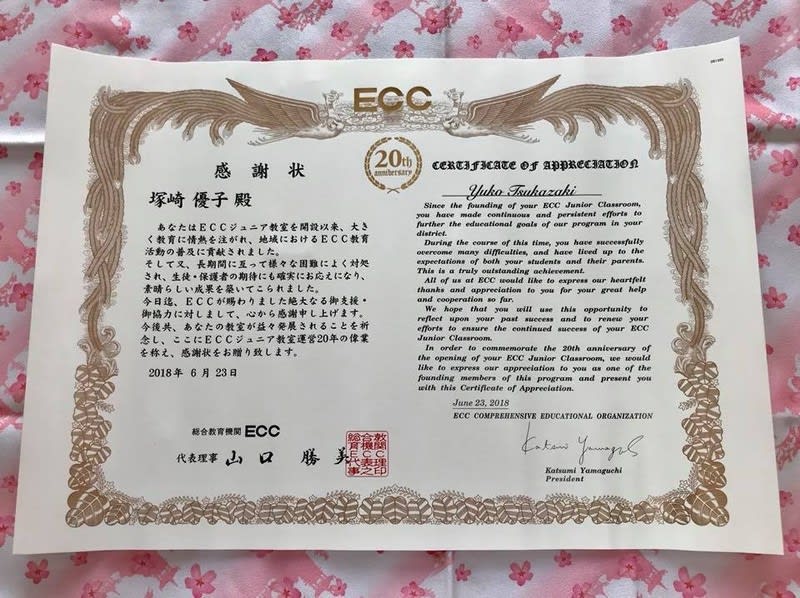 ECC
20th
anniversary
感謝状
塚崎 優子 殿
あなたはECCジュニア教室を開設以来、大き
く教育に情熱を注がれ、地域におけるECC教育
活動の普及に貢献されました。
そして又、長期間に亙って様々な困難によく対処
され、生徒・保護者の期待にも確実にお応えになり、
素晴らしい成果を築いてこられました。
今日迄、ECCが賜わりました絶大なる御支援・
御協力に対しまして、心から感謝申し上げます。
今後共、あなたの教室が益々発展されることを祈
念し、ここにECCジュニア教室運営20年の偉業
を称え、感謝状をお贈り致します。
2018年 6月23日
総合教育機関 ECC
代表理事 山口 勝美
CERTIFICATE OF APPRECIATION
Yuko Tsukazaki
Since the founding of your ECC Junior Classroom,
you have made continuous and persistent efforts to
further the educational goals of our program in your
district.
During the course of this time, you have successfully
overcome many difficulties, and have lived up to the
expectations of both your students and their parents.
This is a truly outstanding achievement.
All of us at ECC would like to express our heartfelt
thanks and appreciation to you for your great help
and cooperation so far.
We hope that you will use this opportunity to
reflect upon your past success and to renew your
efforts to ensure the continued success of your ECC
Junior Classroom.
In order to commemorate the 20th anniversary of
the opening of your ECC Junior Classroom, we would
like to express our appreciation to you as one of the
founding members of this program and present you
with this Certificate of Appreciation.
June 23, 2018
ECC COMPREHENSIVE EDUCATIONAL ORGANIZATION
Katsumi Yamaguchi
President